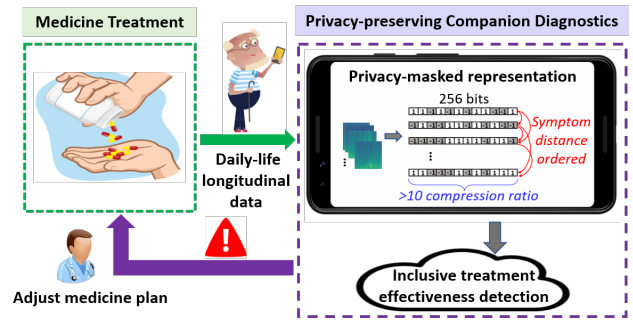 Medicine Treatment
Privacy-preserving Companion Diagnostics
Privacy-masked representation
256 bits
Symptom
distance
ordered
>10 compression ratio
Daily-life
longitudinal
data
Adjust medicine plan
Inclusive treatment
effectiveness detection